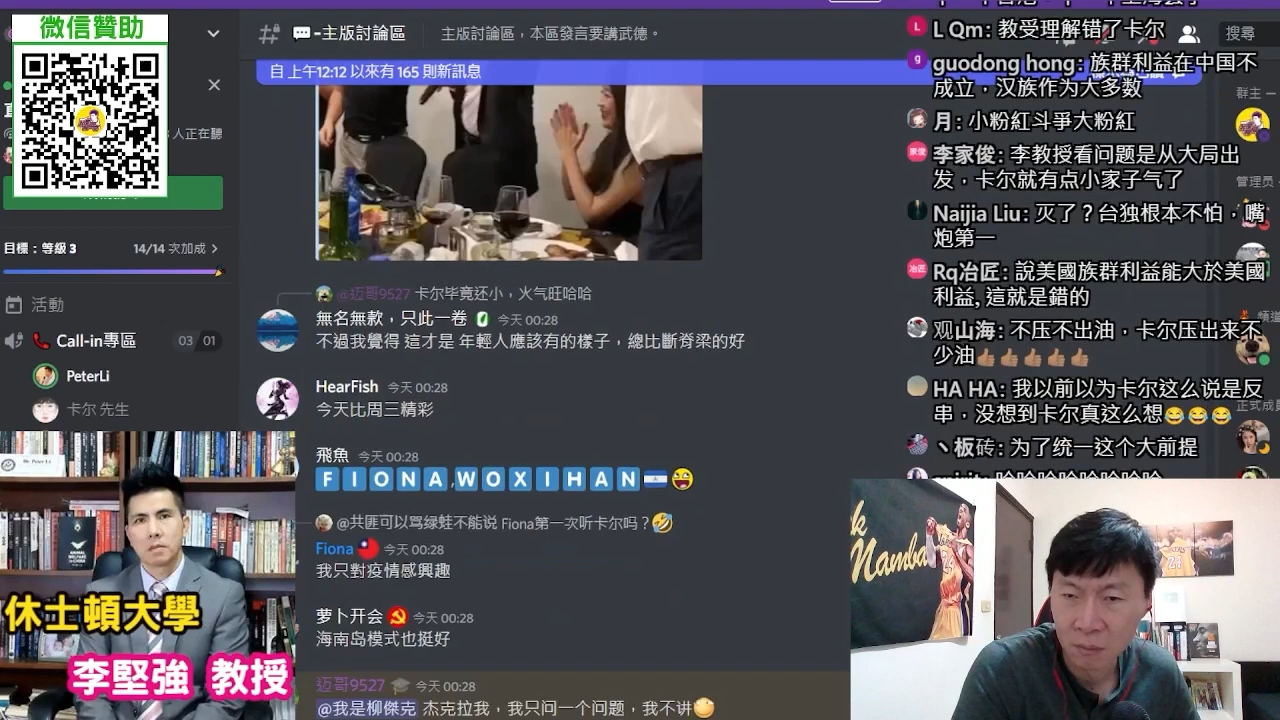 微信贊助
💬-主版討論區
主版討論區，本區發言要講武德。
搜尋
自 上午12:12 以來有 165 則新訊息
人正在聽
目標：等級 3
14/14 次加成
活動
Call-in專區
03 01
PeterLi
卡尔 先生
@迈哥9527 卡尔毕竟还小，火气旺哈哈
無名無款，只此一卷 今天 00:28
不過我覺得 這才是 年輕人應該有的樣子，總比斷脊梁的好
HearFish 今天 00:28
今天比周三精彩
飛魚 今天 00:28
FIONA,WOXIHAN
@共匪可以骂绿蛙不能说 Fiona第一次听卡尔吗？🤣
Fiona 今天 00:28
我只對疫情感興趣
萝卜开会 今天 00:28
海南岛模式也挺好
迈哥9527 今天 00:28
@我是柳傑克 杰克拉我，我只问一个问题，我不讲
L Qm: 教受理解错了卡尔
guodong hong: 族群利益在中国不
成立，汉族作为大多数
月: 小粉紅斗爭大粉紅
李家俊: 李教授看问题是从大局出
发，卡尔就有点小家子气了
Naijia Liu: 灭了？台独根本不怕，嘴
炮第一
Rq冶匠: 說美國族群利益能大於美國
利益, 這就是錯的
观山海: 不压不出油，卡尔压出来不
少油👍🏽👍🏽👍🏽👍🏽👍🏽
HA HA: 我以前以为卡尔这么说是反
串，没想到卡尔真这么想😂😂😂
丶板砖: 为了统一这个大前提
群主 —
管理员
正式成員
休士頓大學
李堅強 教授
Mamba
24